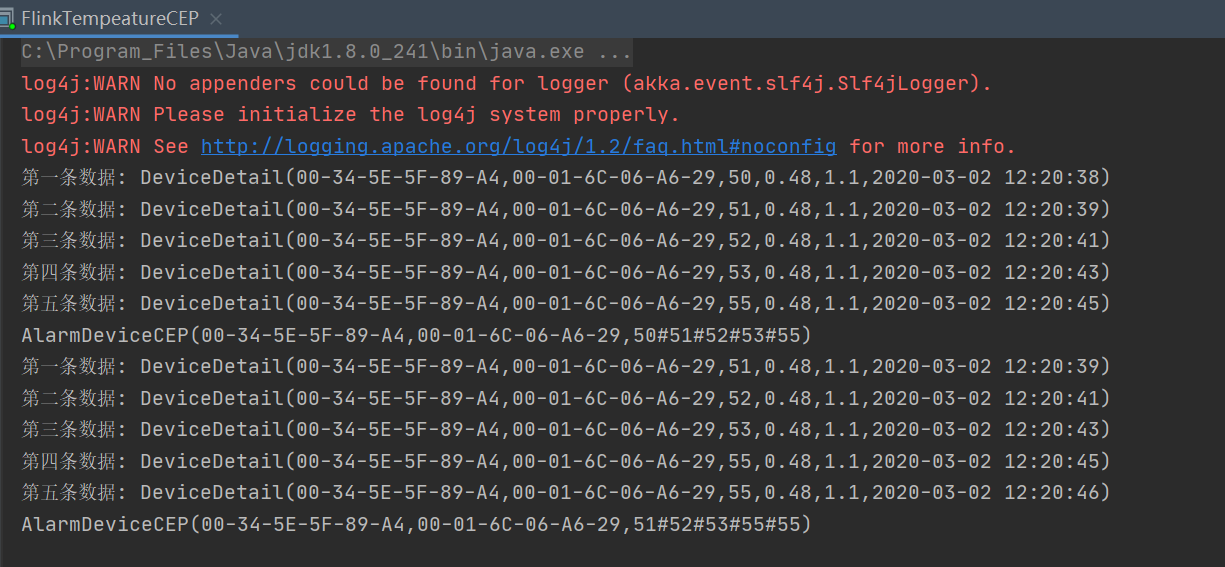 FlinkTempeatureCEP
C:\Program_Files\Java\jdk1.8.0_241\bin\java.exe ...
log4j:WARN No appenders could be found for logger (akka.event.slf4j.Slf4jLogger).
log4j:WARN Please initialize the log4j system properly.
log4j:WARN See http://logging.apache.org/log4j/1.2/faq.html#noconfig for more info.
第一条数据: DeviceDetail(00-34-5E-5F-89-A4,00-01-6C-06-A6-29,50,0.48,1.1,2020-03-02 12:20:38)
第二条数据: DeviceDetail(00-34-5E-5F-89-A4,00-01-6C-06-A6-29,51,0.48,1.1,2020-03-02 12:20:39)
第三条数据: DeviceDetail(00-34-5E-5F-89-A4,00-01-6C-06-A6-29,52,0.48,1.1,2020-03-02 12:20:41)
第四条数据: DeviceDetail(00-34-5E-5F-89-A4,00-01-6C-06-A6-29,53,0.48,1.1,2020-03-02 12:20:43)
第五条数据: DeviceDetail(00-34-5E-5F-89-A4,00-01-6C-06-A6-29,55,0.48,1.1,2020-03-02 12:20:45)
AlarmDeviceCEP(00-34-5E-5F-89-A4,00-01-6C-06-A6-29,50#51#52#53#55)
第一条数据: DeviceDetail(00-34-5E-5F-89-A4,00-01-6C-06-A6-29,51,0.48,1.1,2020-03-02 12:20:39)
第二条数据: DeviceDetail(00-34-5E-5F-89-A4,00-01-6C-06-A6-29,52,0.48,1.1,2020-03-02 12:20:41)
第三条数据: DeviceDetail(00-34-5E-5F-89-A4,00-01-6C-06-A6-29,53,0.48,1.1,2020-03-02 12:20:43)
第四条数据: DeviceDetail(00-34-5E-5F-89-A4,00-01-6C-06-A6-29,55,0.48,1.1,2020-03-02 12:20:45)
第五条数据: DeviceDetail(00-34-5E-5F-89-A4,00-01-6C-06-A6-29,55,0.48,1.1,2020-03-02 12:20:46)
AlarmDeviceCEP(00-34-5E-5F-89-A4,00-01-6C-06-A6-29,51#52#53#55#55)